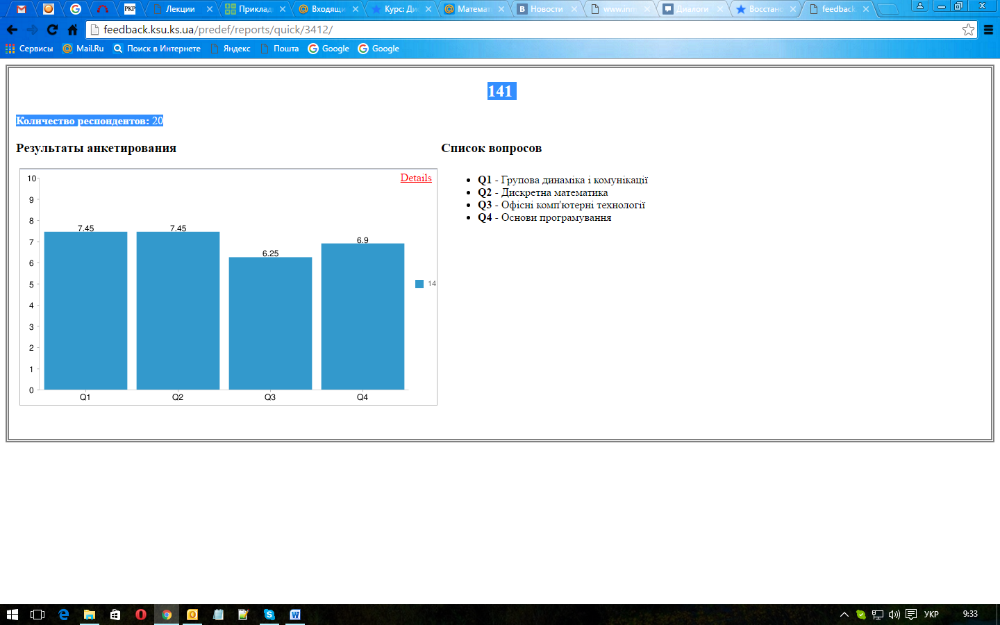 PKP
Лекции
Приклад
Входящи
Курс: Ди
Математ
Новости
www.inm
Диалоги
Восстано
feedback
feedback.ksu.ks.ua/predef/reports/quick/3412/
Сервисы
Mail.Ru
Поиск в Интернете
Яндекс
Пошта
Google
Google
141
Количество респондентов: 20
Результаты анкетирования
Details
10
9
8
7
6
5
4
3
2
1
0
7.45
7.45
6.25
6.9
Q1
Q2
Q3
Q4
14
Список вопросов
Q1 - Групова динаміка і комунікації
Q2 - Дискретна математика
Q3 - Офісні комп'ютерні технології
Q4 - Основи програмування
УКР
9:33